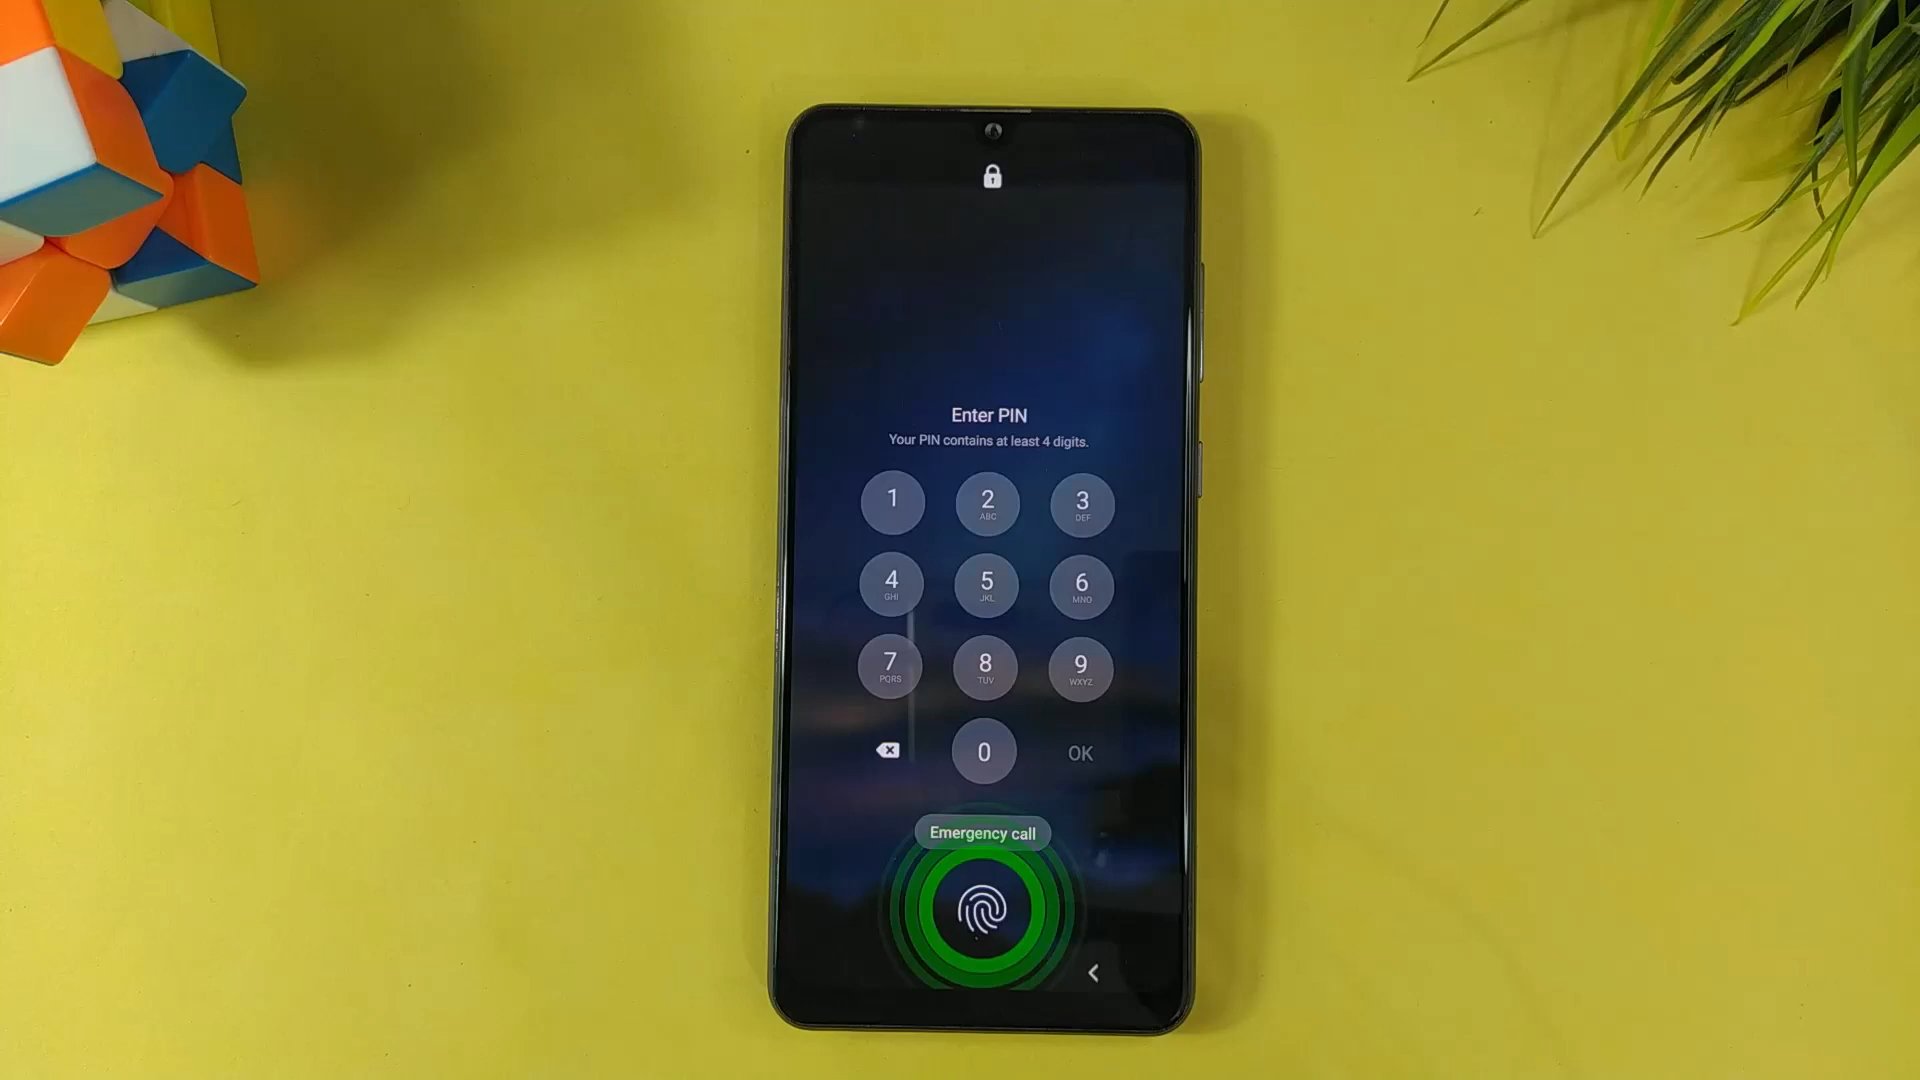 Enter PIN
Your PIN contains at least 4 digits.
1 2 3
ABC DEF
4 5 6
GHI JKL MNO
7 8 9
PQRS TUV WXYZ
0 OK
Emergency call